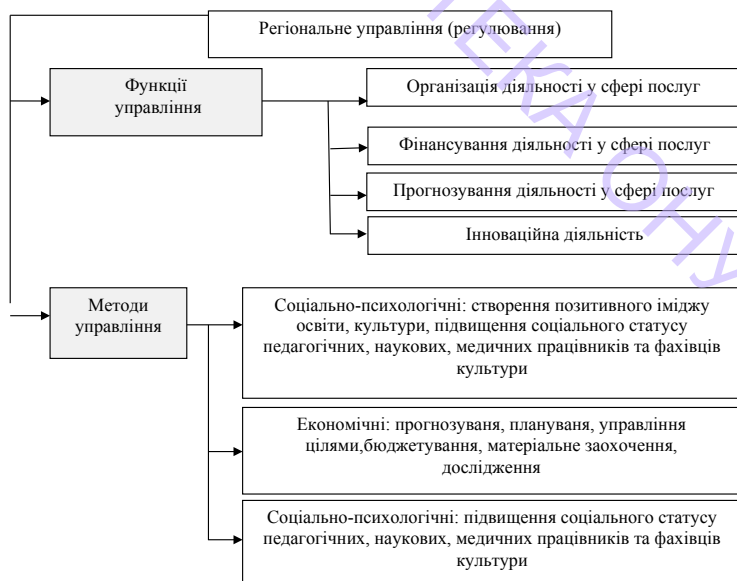 Регіональне управління (регулювання)
Функції
управління
Організація діяльності у сфері послуг
Фінансування діяльності у сфері послуг
Прогнозування діяльності у сфері послуг
Інноваційна діяльність
Методи
управління
Соціально-психологічні: створення позитивного іміджу
освіти, культури, підвищення соціального статусу
педагогічних, наукових, медичних працівників та фахівців
культури
Економічні: прогнозуваня, плануваня, управління
цілями,бюджетування, матеріальне заохочення,
дослідження
Соціально-психологічні: підвищення соціального статусу
педагогічних, наукових, медичних працівників та фахівців
культури
ТЕКА ОНУ